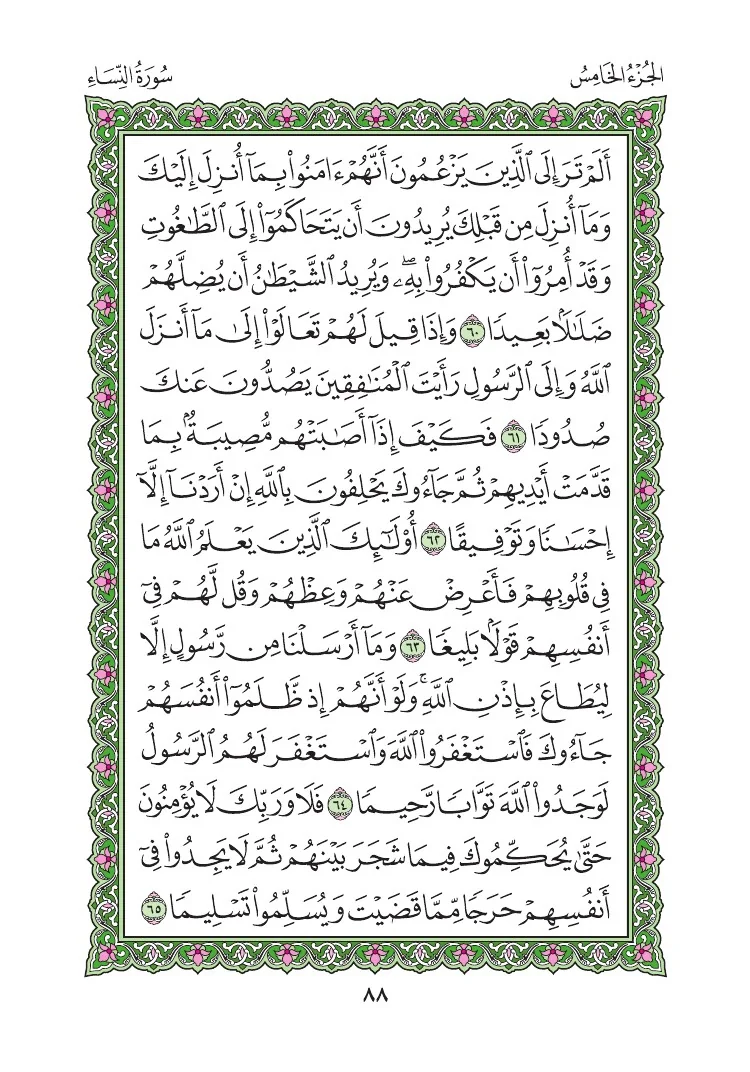 الجُزْءُ الخَامِسُ
سُورَةُ النِّسَاءِ
أَلَمْ تَرَ إِلَى ٱلَّذِينَ يَزْعُمُونَ أَنَّهُمْ ءَامَنُواْ بِمَآ أُنزِلَ إِلَيْكَ
وَمَآ أُنزِلَ مِن قَبْلِكَ يُرِيدُونَ أَن يَتَحَاكَمُوٓاْ إِلَى ٱلطَّٰغُوتِ
وَقَدْ أُمِرُوٓاْ أَن يَكْفُرُواْ بِهِۦۖ وَيُرِيدُ ٱلشَّيْطَٰنُ أَن يُضِلَّهُمْ
ضَلَٰلَۢا بَعِيدٗا ٦٠ وَإِذَا قِيلَ لَهُمْ تَعَالَوْاْ إِلَىٰ مَآ أَنزَلَ
ٱللَّهُ وَإِلَى ٱلرَّسُولِ رَأَيْتَ ٱلْمُنَٰفِقِينَ يَصُدُّونَ عَنكَ
صُدُودٗا ٦١ فَكَيْفَ إِذَآ أَصَٰبَتْهُم مُّصِيبَةُۢ بِمَا
قَدَّمَتْ أَيْدِيهِمْ ثُمَّ جَآءُوكَ يَحْلِفُونَ بِٱللَّهِ إِنْ أَرَدْنَآ إِلَّآ
إِحْسَٰنٗا وَتَوْفِيقًا ٦٢ أُوْلَٰٓئِكَ ٱلَّذِينَ يَعْلَمُ ٱللَّهُ مَا
فِي قُلُوبِهِمْ فَأَعْرِضْ عَنْهُمْ وَعِظْهُمْ وَقُل لَّهُمْ فِيٓ
أَنفُسِهِمْ قَوْلَۢا بَلِيغٗا ٦٣ وَمَآ أَرْسَلْنَا مِن رَّسُولٍ إِلَّا
لِيُطَاعَ بِإِذْنِ ٱللَّهِۚ وَلَوْ أَنَّهُمْ إِذ ظَّلَمُوٓاْ أَنفُسَهُمْ
جَآءُوكَ فَٱسْتَغْفَرُواْ ٱللَّهَ وَٱسْتَغْفَرَ لَهُمُ ٱلرَّسُولُ
لَوَجَدُواْ ٱللَّهَ تَوَّابٗا رَّحِيمٗا ٦٤ فَلَا وَرَبِّكَ لَا يُؤْمِنُونَ
حَتَّىٰ يُحَكِّمُوكَ فِيمَا شَجَرَ بَيْنَهُمْ ثُمَّ لَا يَجِدُواْ فِيٓ
أَنفُسِهِمْ حَرَجٗا مِّمَّا قَضَيْتَ وَيُسَلِّمُواْ تَسْلِيمٗا ٦٥
٨٨